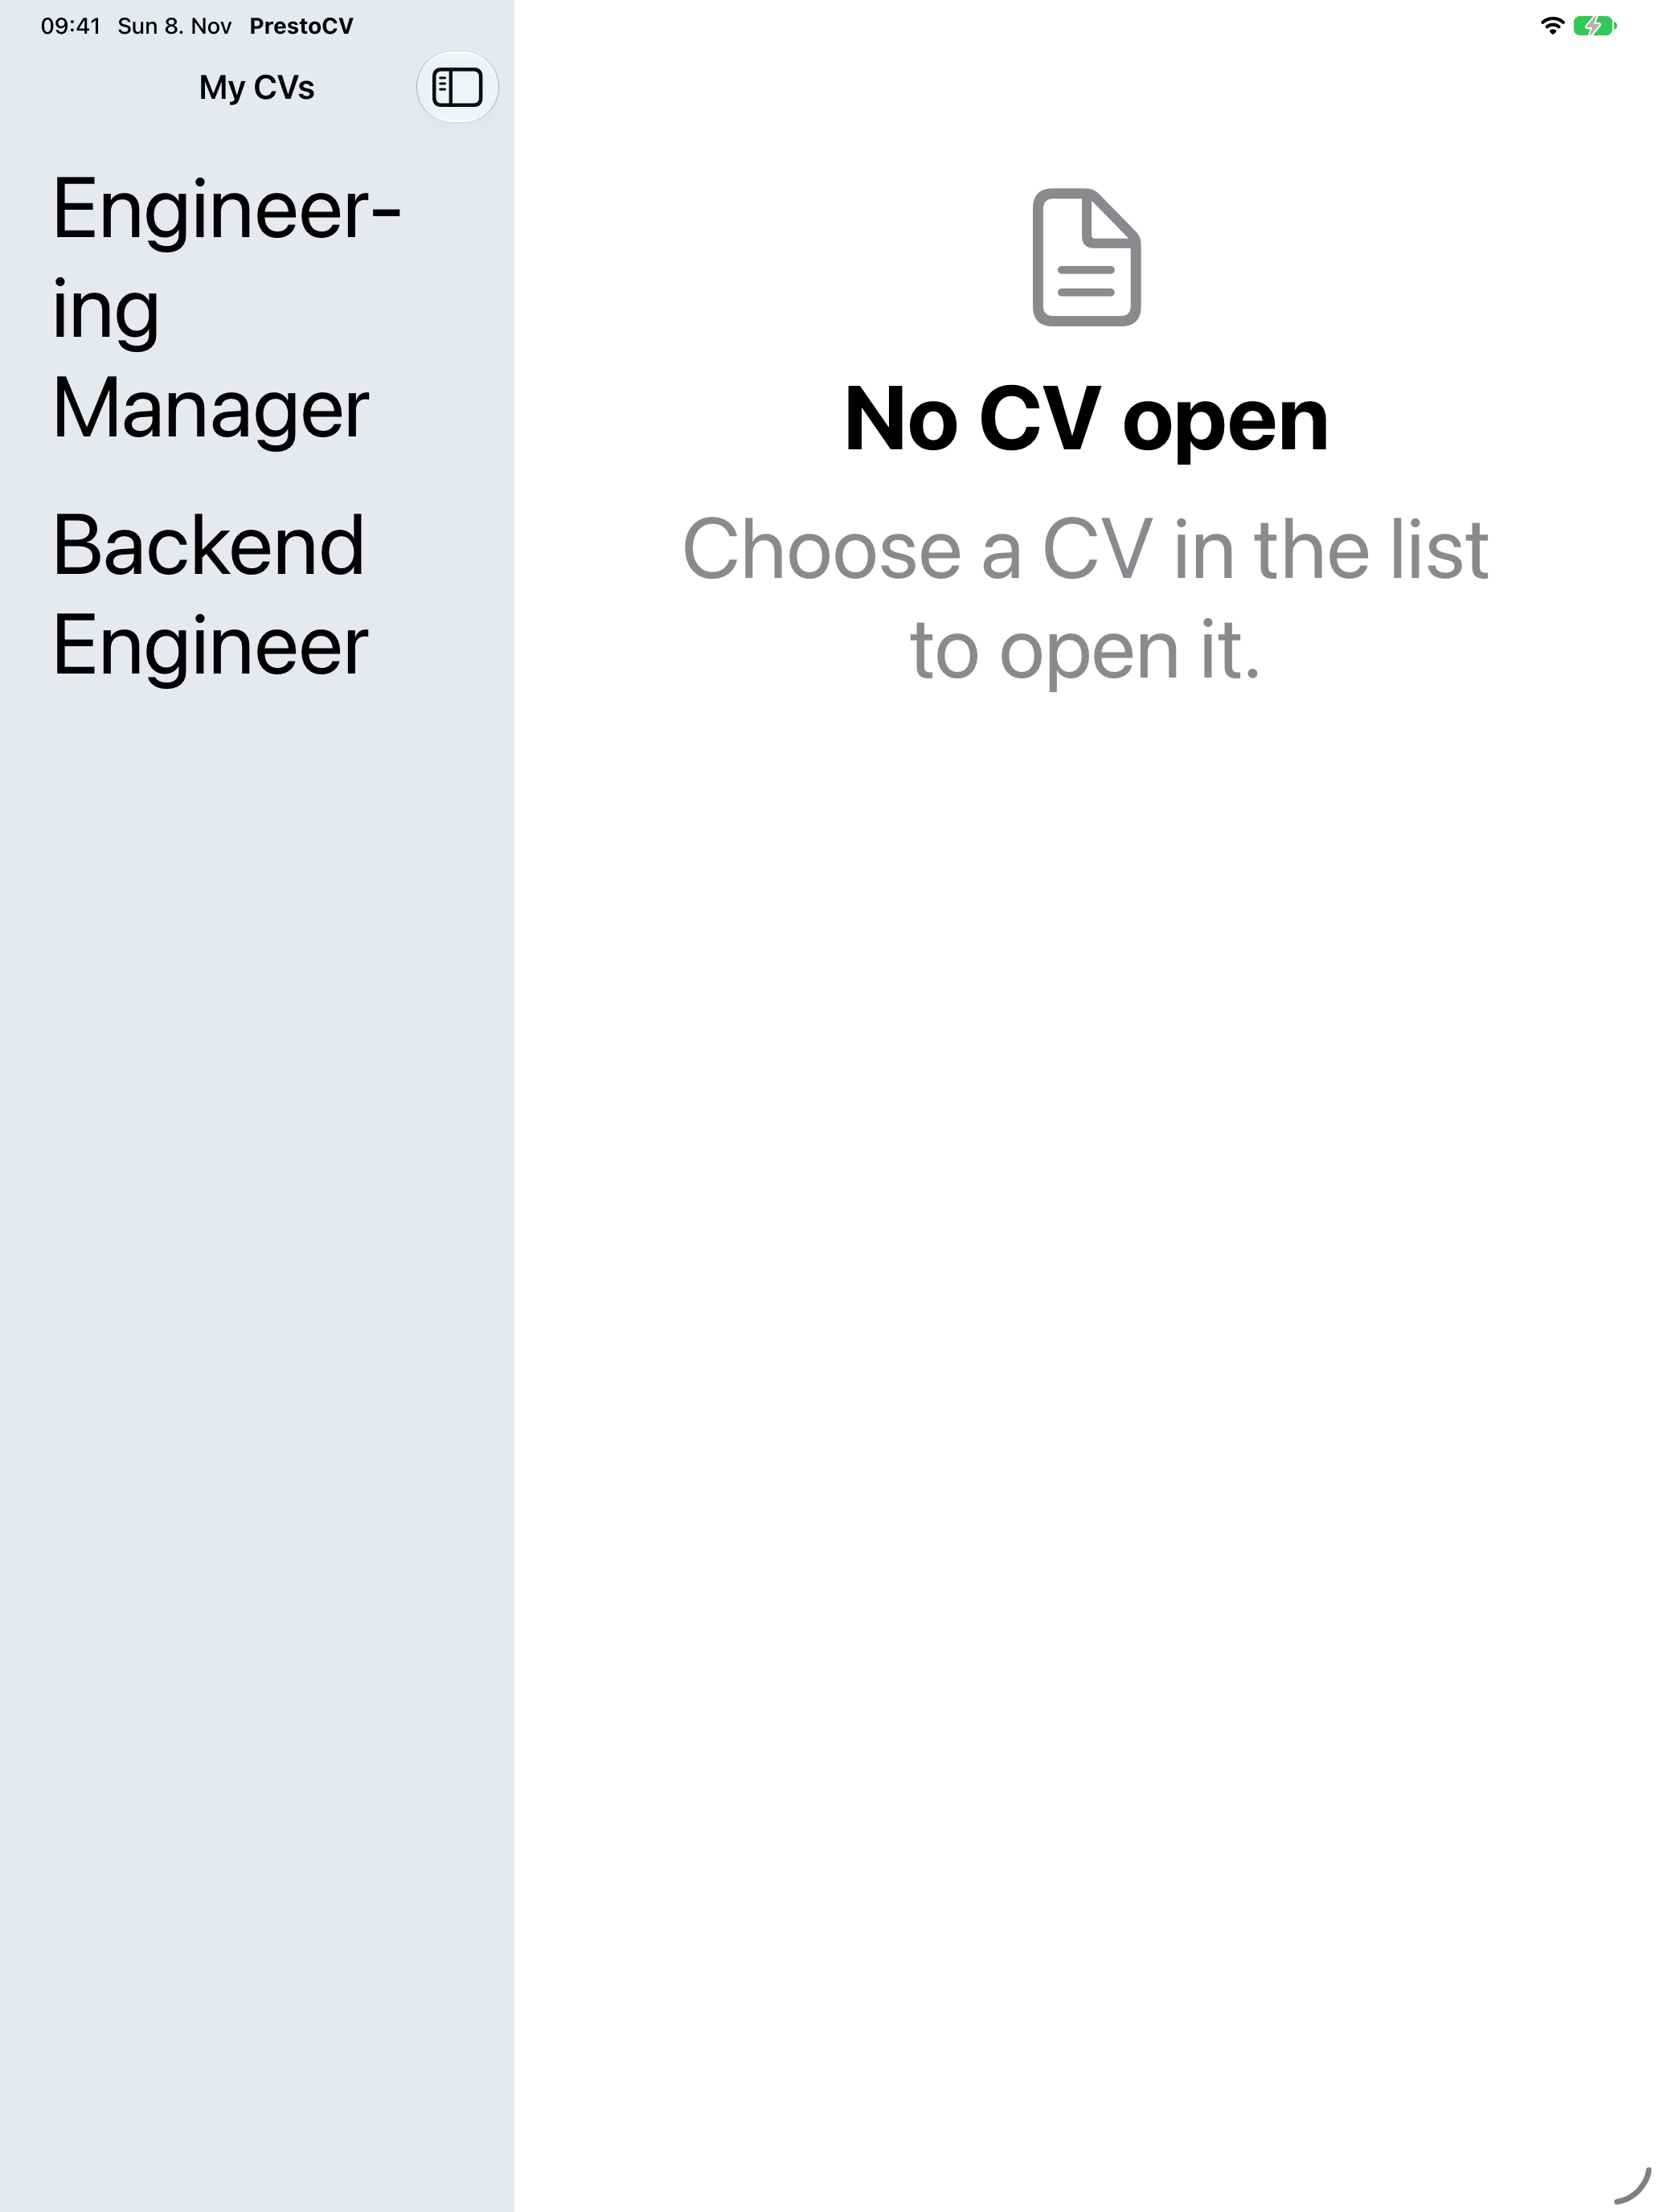 09:41 Sun 8. Nov PrestoCV
My CVs
Engineer-
ing
Manager
Backend
Engineer
No CV open
Choose a CV in the list
to open it.